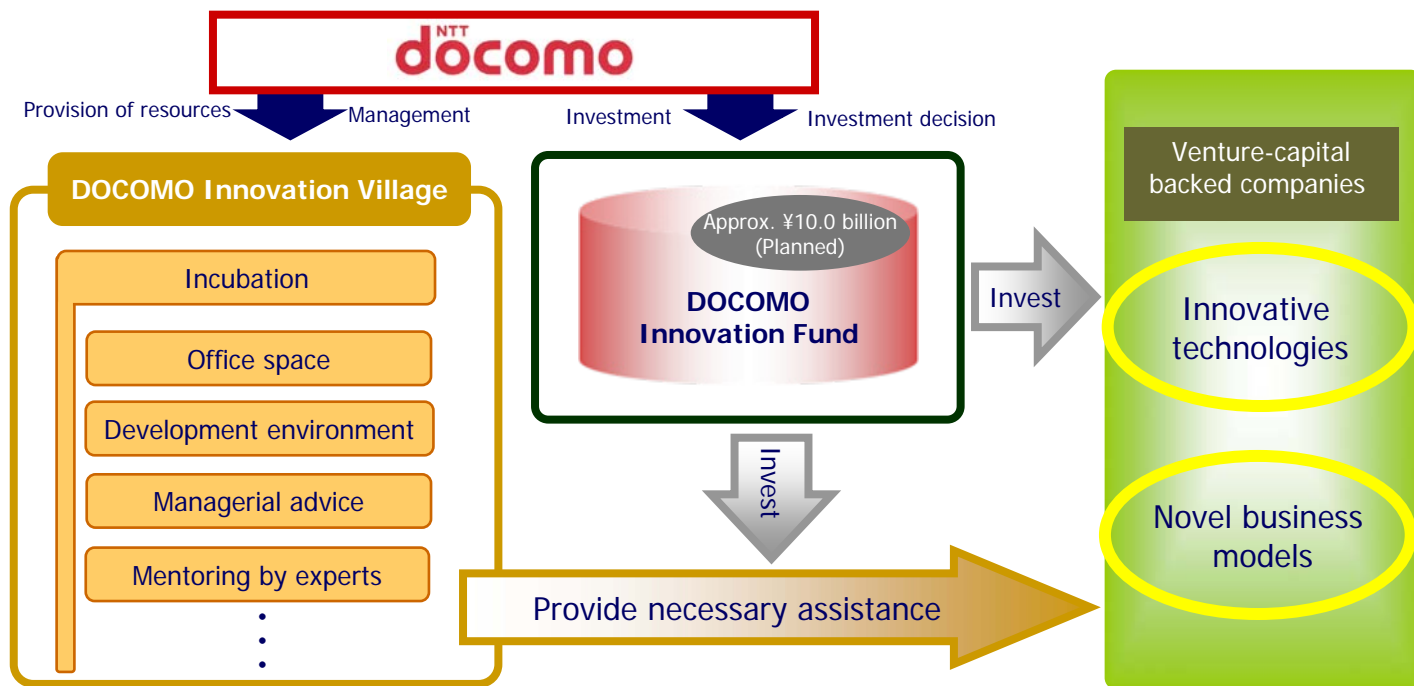 NTT
docomo
Provision of resources
Management
Investment
Investment decision
DOCOMO Innovation Village
Incubation
Office space
Development environment
Managerial advice
Mentoring by experts
Approx. ¥10.0 billion
(Planned)
DOCOMO
Innovation Fund
Invest
Invest
Provide necessary assistance
Venture-capital
backed companies
Innovative
technologies
Novel business
models